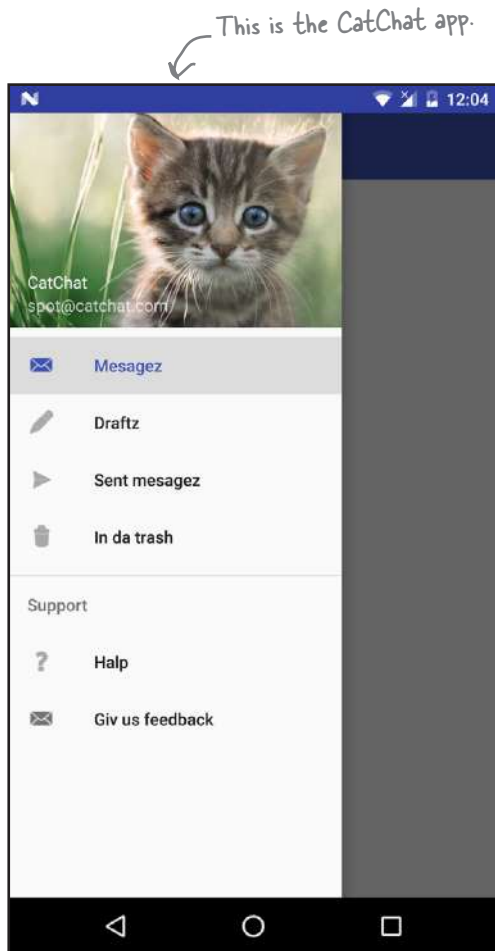 This is the CatChat app.
12:04
CatChat
spot@catchat.com
Mesagez
Draftz
Sent mesagez
In da trash
Support
? Halp
Giv us feedback